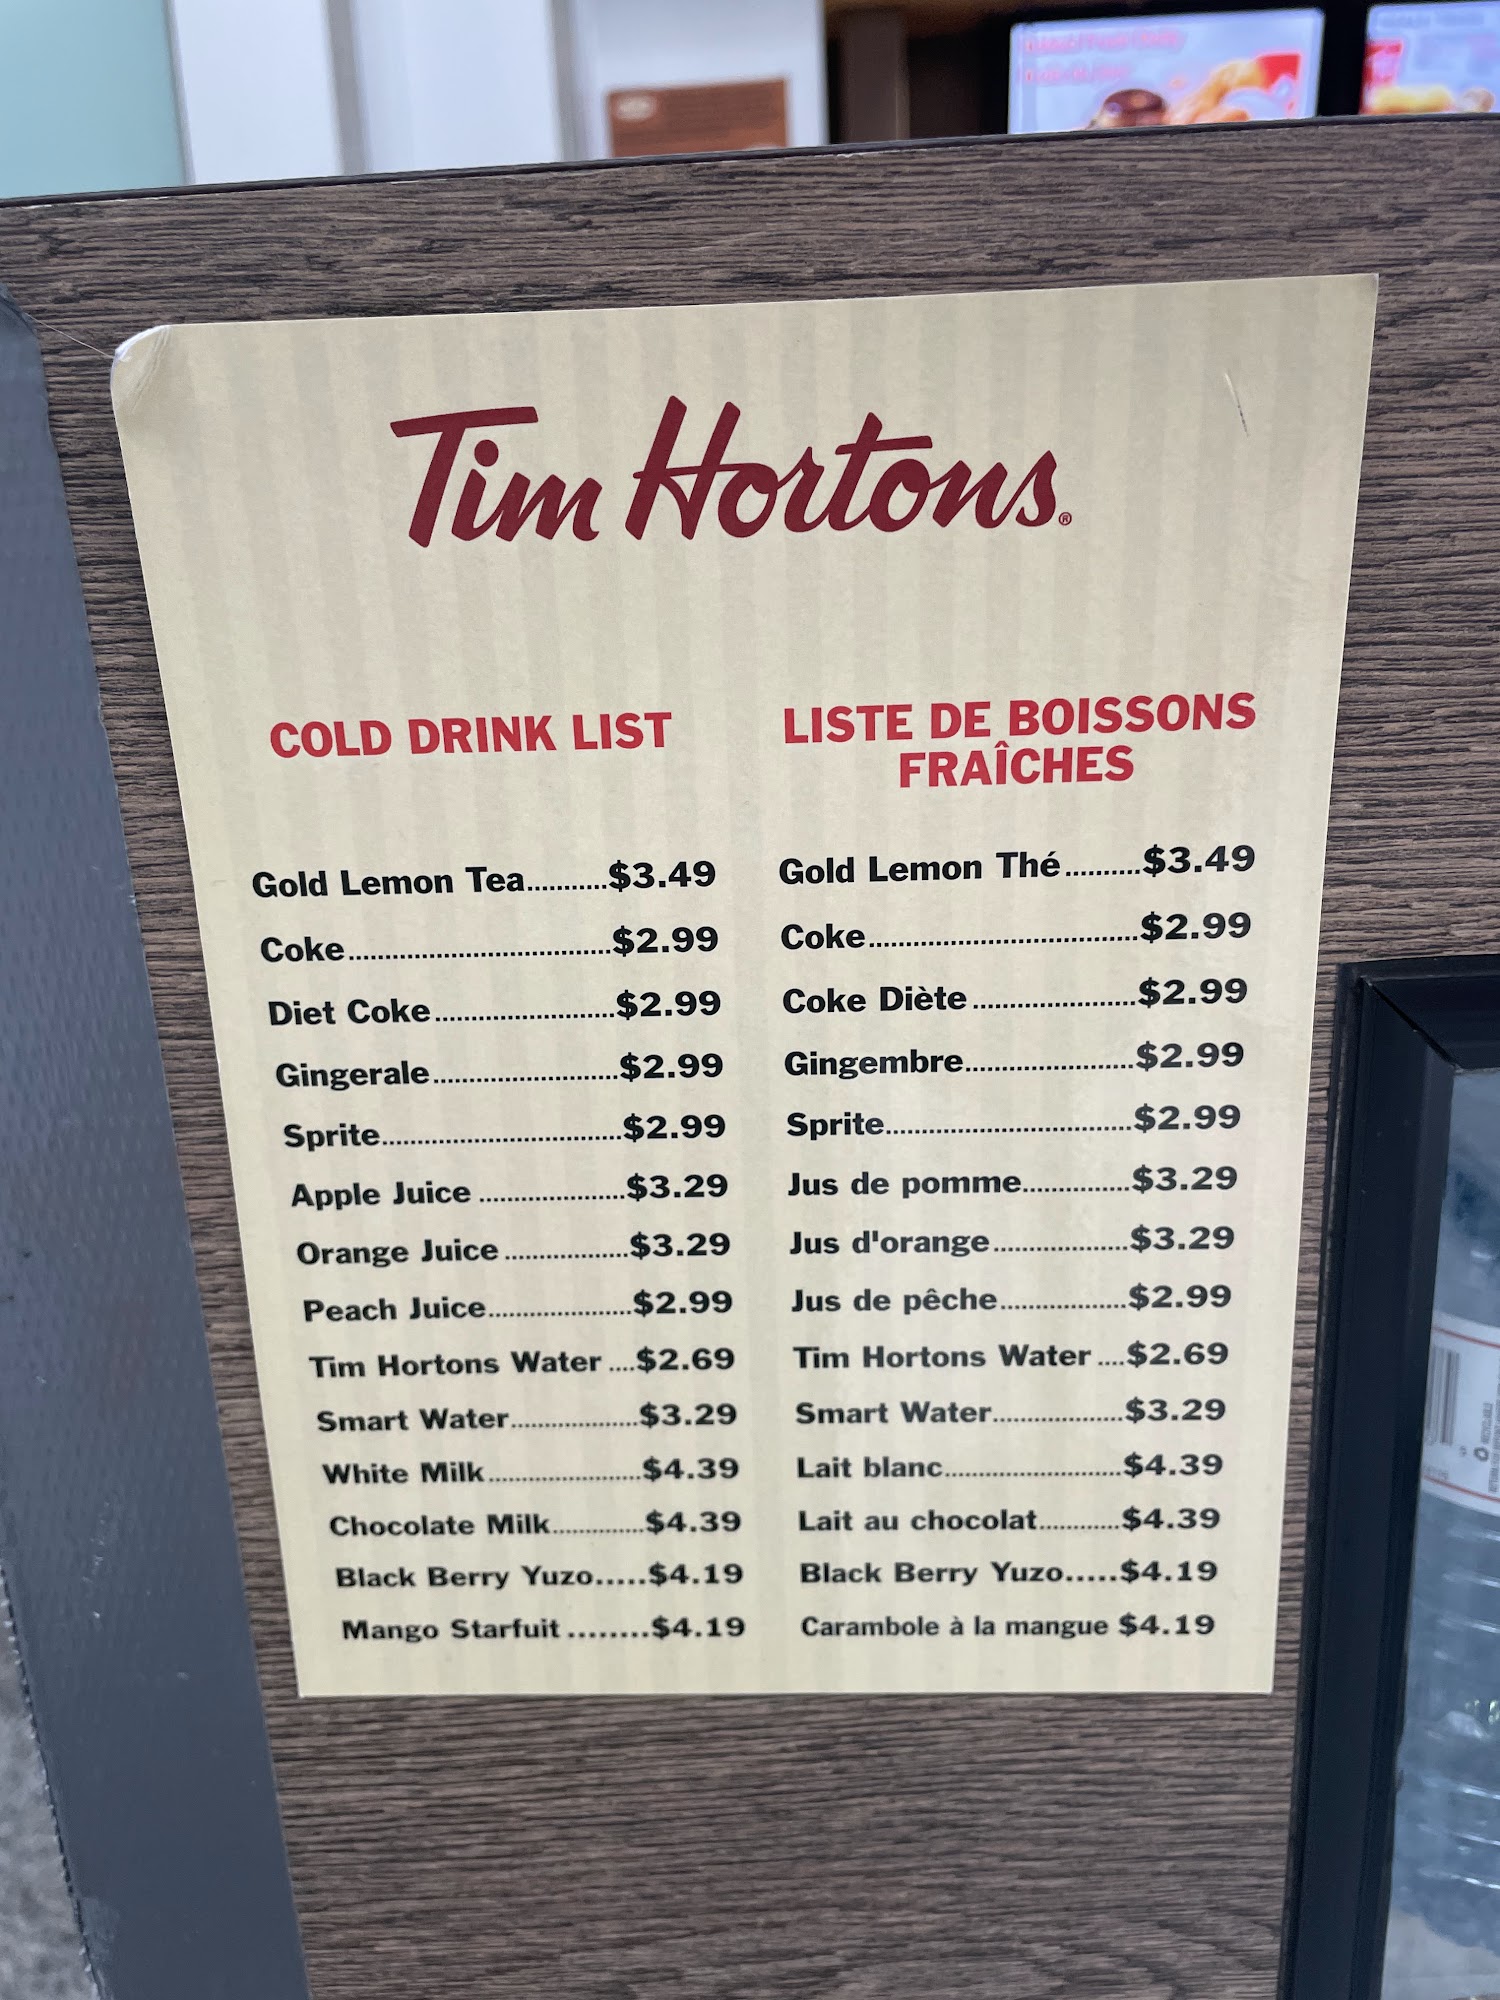 Tim Hortons®
COLD DRINK LIST
Gold Lemon Tea...........$3.49
Coke...................................$2.99
Diet Coke........................$2.99
Gingerale.........................$2.99
Sprite................................$2.99
Apple Juice ....................$3.29
Orange Juice .................$3.29
Peach Juice....................$2.99
Tim Hortons Water ....$2.69
Smart Water..................$3.29
White Milk......................$4.39
Chocolate Milk.............$4.39
Black Berry Yuzo.....$4.19
Mango Starfuit ........$4.19
LISTE DE BOISSONS
FRAÎCHES
Gold Lemon Thé..........$3.49
Coke....................................$2.99
Coke Diète ......................$2.99
Gingembre.......................$2.99
Sprite.................................$2.99
Jus de pomme...............$3.29
Jus d'orange...................$3.29
Jus de pêche..................$2.99
Tim Hortons Water ....$2.69
Smart Water...................$3.29
Lait blanc.........................$4.39
Lait au chocolat............$4.39
Black Berry Yuzo.....$4.19
Carambole à la mangue $4.19